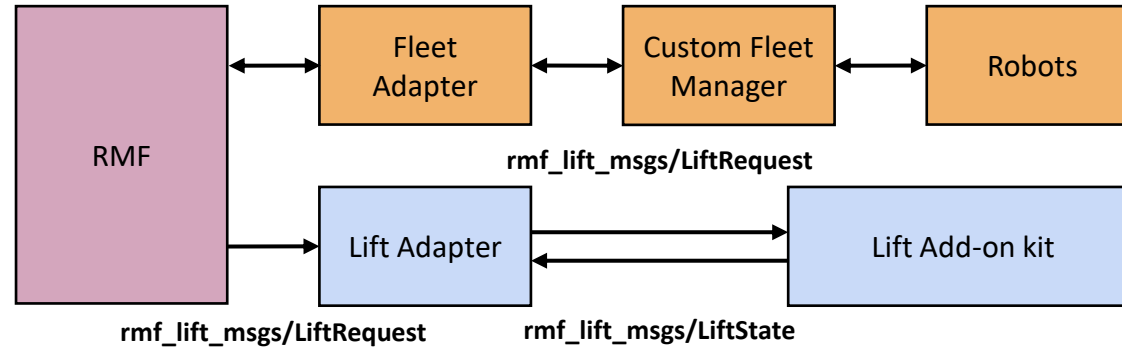 RMF
Fleet
Adapter
Custom Fleet
Manager
Robots
rmf_lift_msgs/LiftRequest
Lift Adapter
Lift Add-on kit
rmf_lift_msgs/LiftRequest
rmf_lift_msgs/LiftState